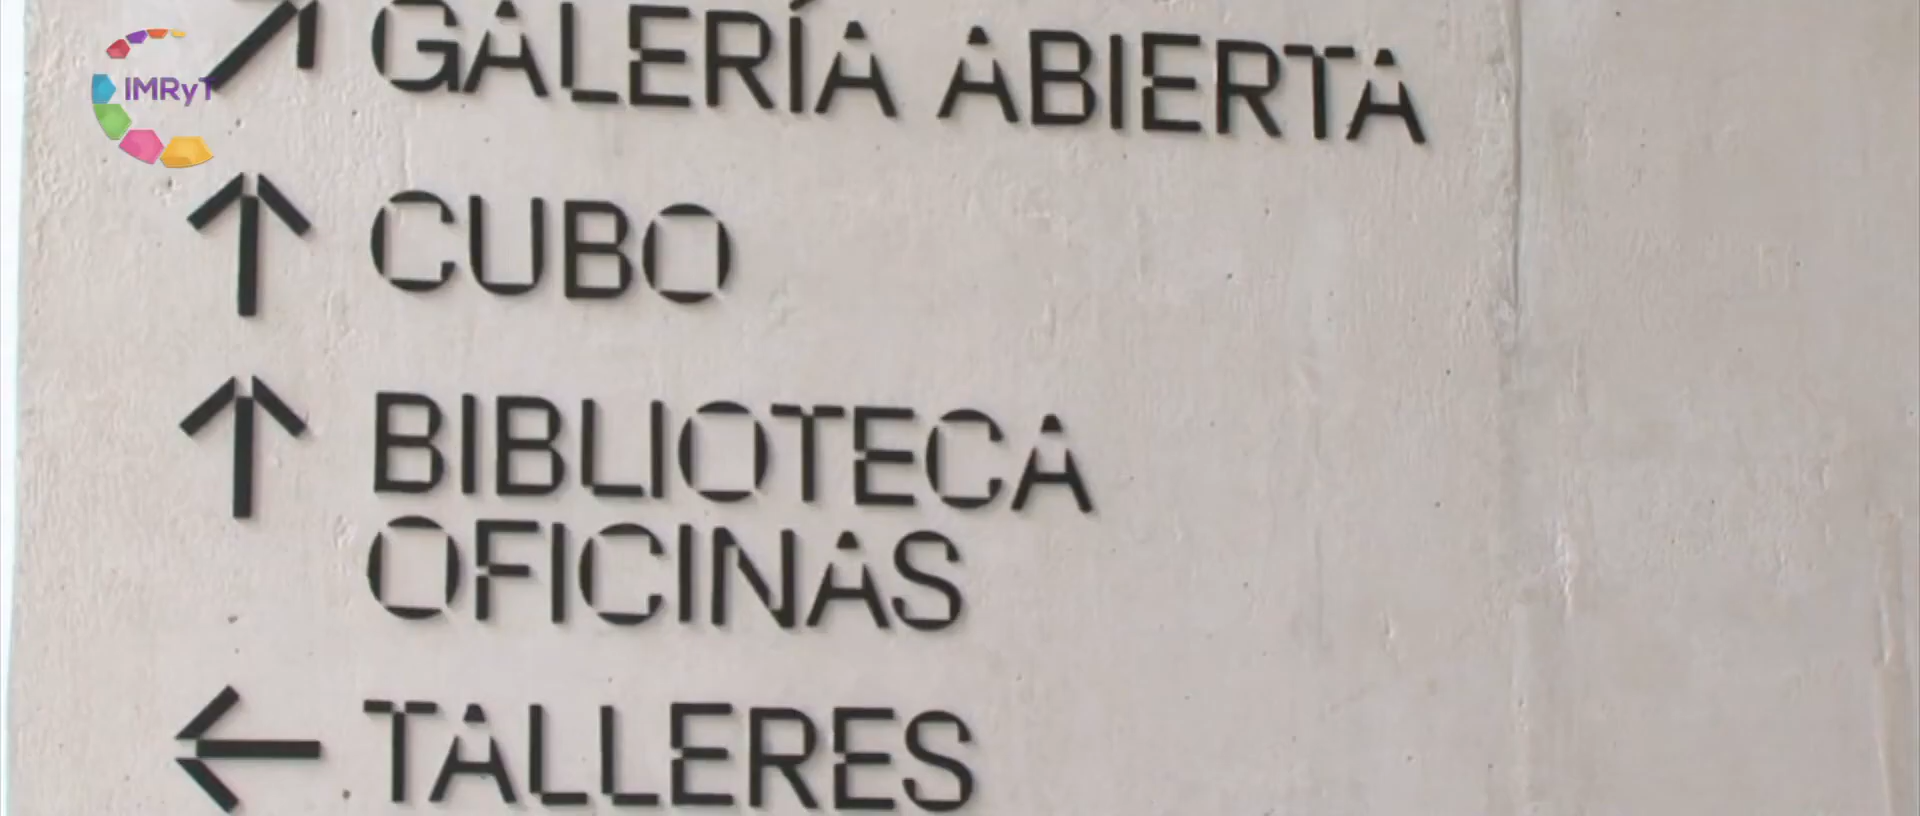 GALERÍA ABIERTA
IMRyT
CUBO
BIBLIOTECA
OFICINAS
TALLERES